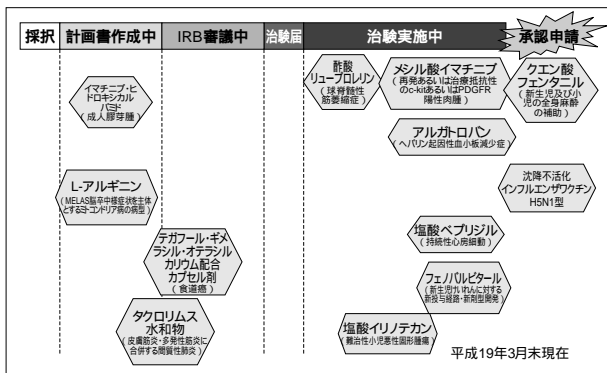 採択
計画書作成中
IRB審議中
治験届
治験実施中
承認申請
イマチニブ・ヒ
ドロキシカル
バミド
(成人膠芽腫)
酢酸
リュープロレリン
(球脊髄性
筋萎縮症)
メシル酸イマチニブ
(再発あるいは治療抵抗性
のc-kitあるいはPDGFR
陽性肉腫)
クエン酸
フェンタニル
(新生児及び小
児の全身麻酔
の補助)
アルガトロバン
(ヘパリン起因性血小板減少症)
L-アルギニン
(MELAS脳卒中様症状を主体
とするミトコンドリア病の病型)
沈降不活化
インフルエンザワクチン
H5N1型
テガフール・ギメ
ラシル・オテラシル
カリウム配合
カプセル剤
(食道癌)
塩酸ベプリジル
(持続性心房細動)
フェノバルビタール
(新生児けいれんに対する
新投与経路・新剤型開発)
タクロリムス
水和物
(皮膚筋炎・多発性筋炎に
合併する間質性肺炎)
塩酸イリノテカン
(難治性小児悪性固形腫瘍)
平成19年3月末現在